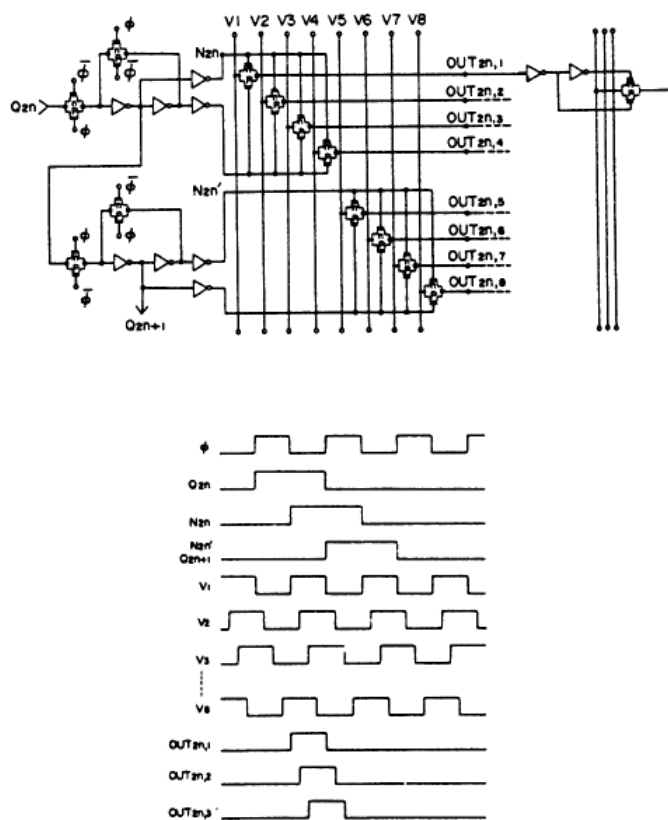 V1 V2 V3 V4 V5 V6 V7 V8
ϕ
ϕ̅
ϕ̅
ϕ
Q2n
N2n
OUT2n,1
OUT2n,2
OUT2n,3
OUT2n,4
ϕ̅
ϕ
ϕ
ϕ̅
N2n'
OUT2n,5
OUT2n,6
OUT2n,7
OUT2n,8
Q2n+1
ϕ
Q2n
N2n
N2n'
Q2n+1
V1
V2
V3
V8
OUT2n,1
OUT2n,2
OUT2n,3